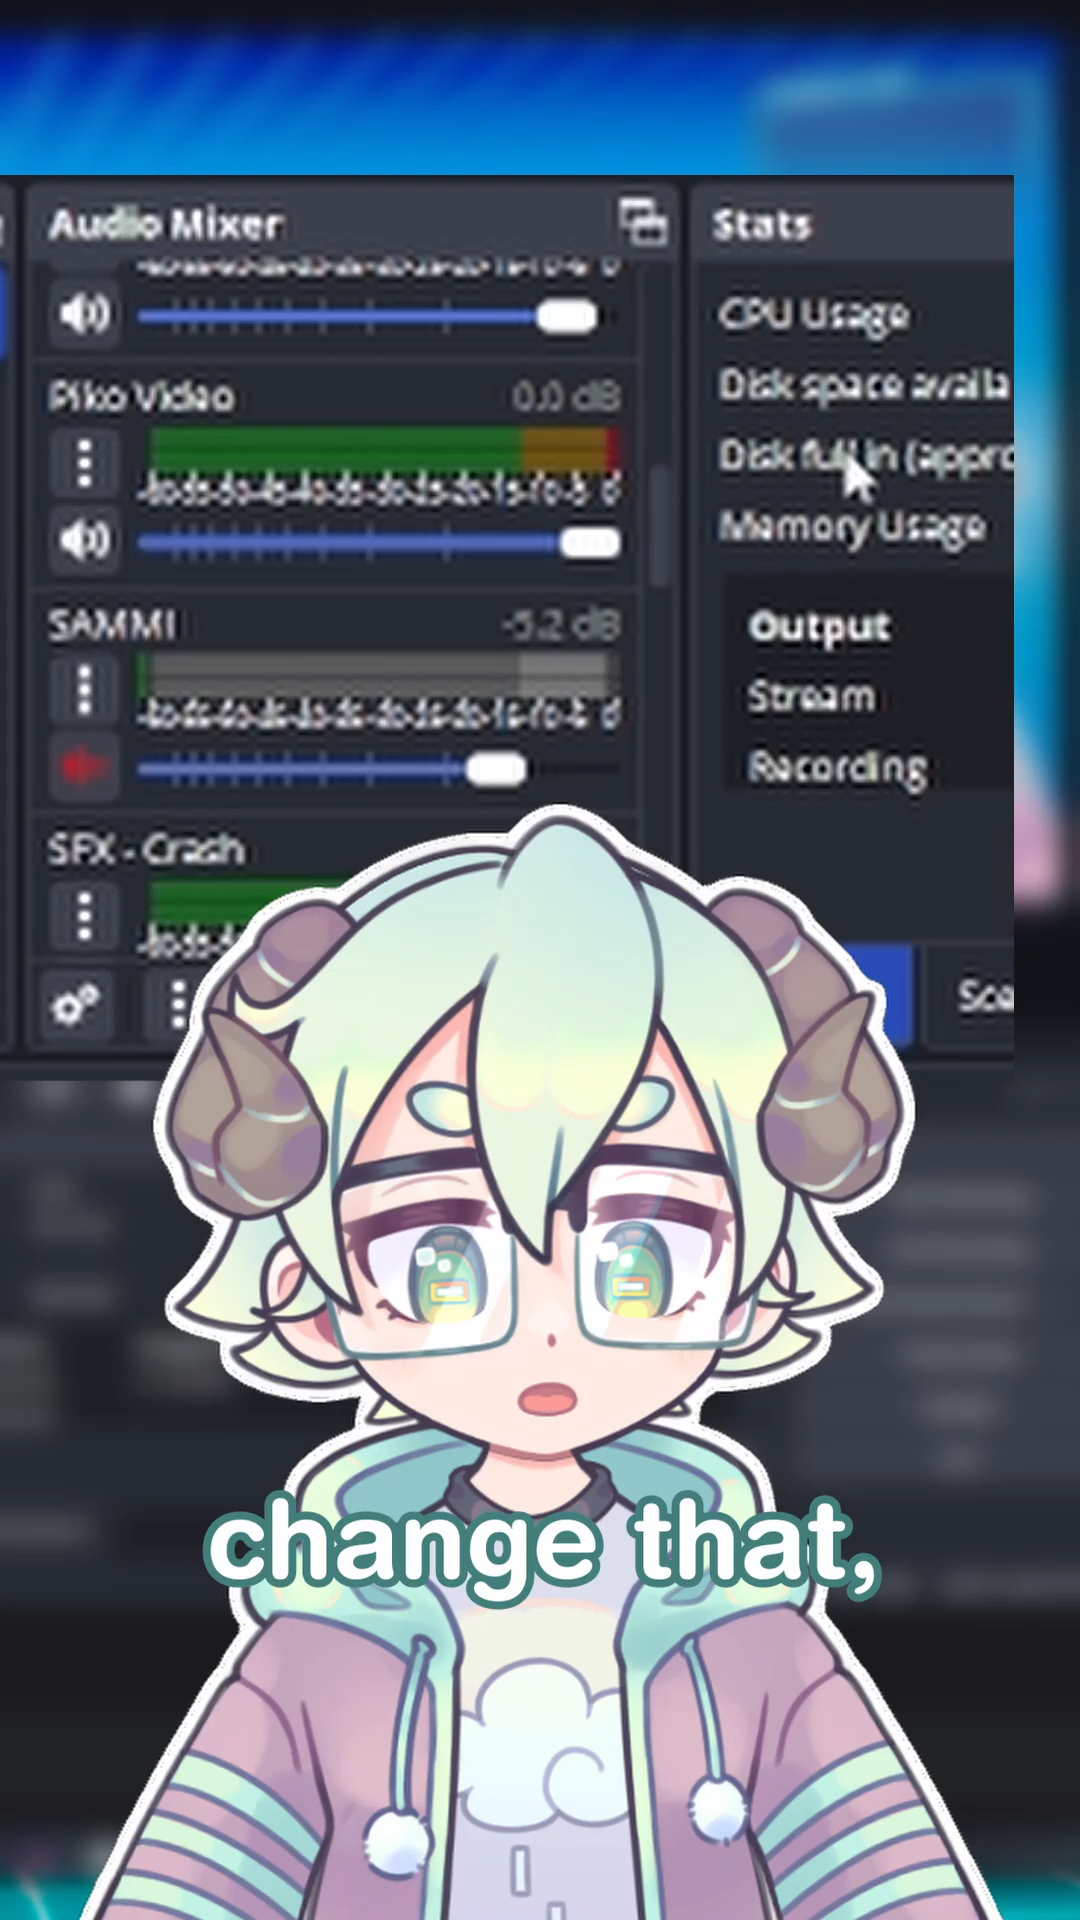 Audio Mixer
Stats
CPU Usage
Piko Video 0.0 dB
Disk space availa
Disk full in (appro
Memory Usage
SAMMI -5.2 dB
Output
Stream
Recording
SFX - Crash
Sce
change that,